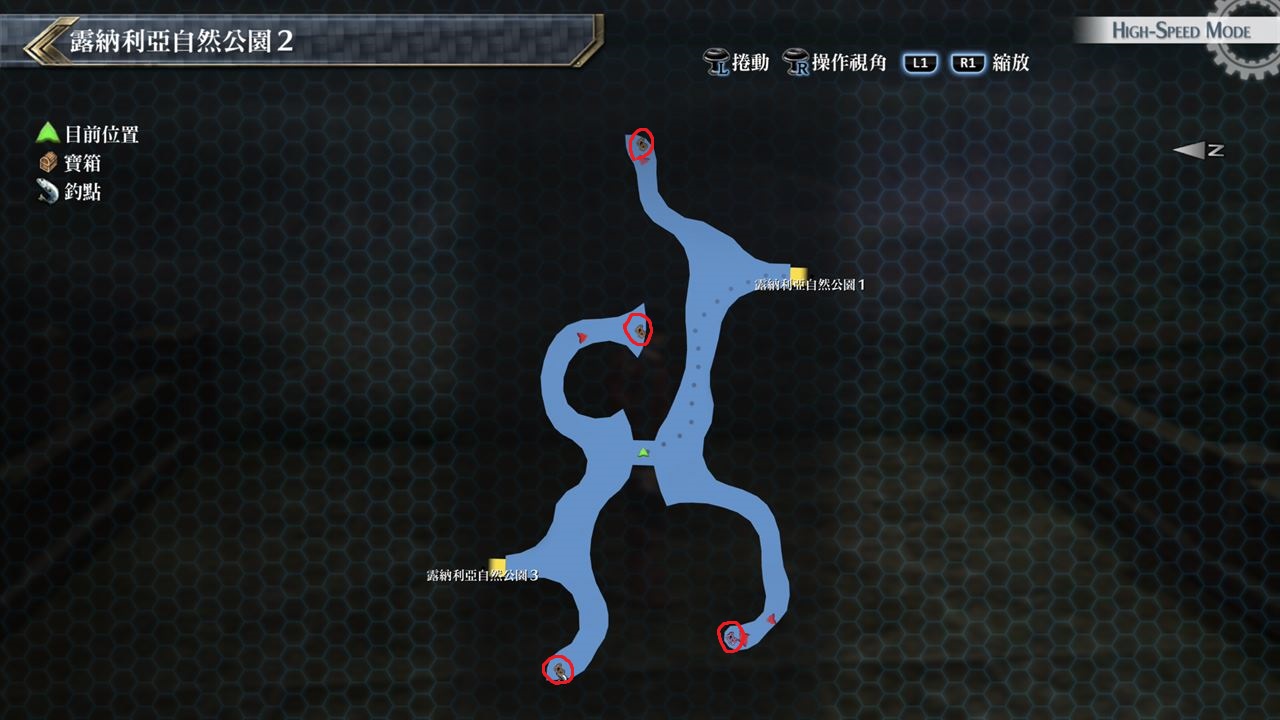 露納利亞自然公園2
HIGH-SPEED MODE
L捲動 R操作視角 L1 R1 縮放
目前位置
寶箱
釣點
Z
露納利亞自然公園1
露納利亞自然公園3